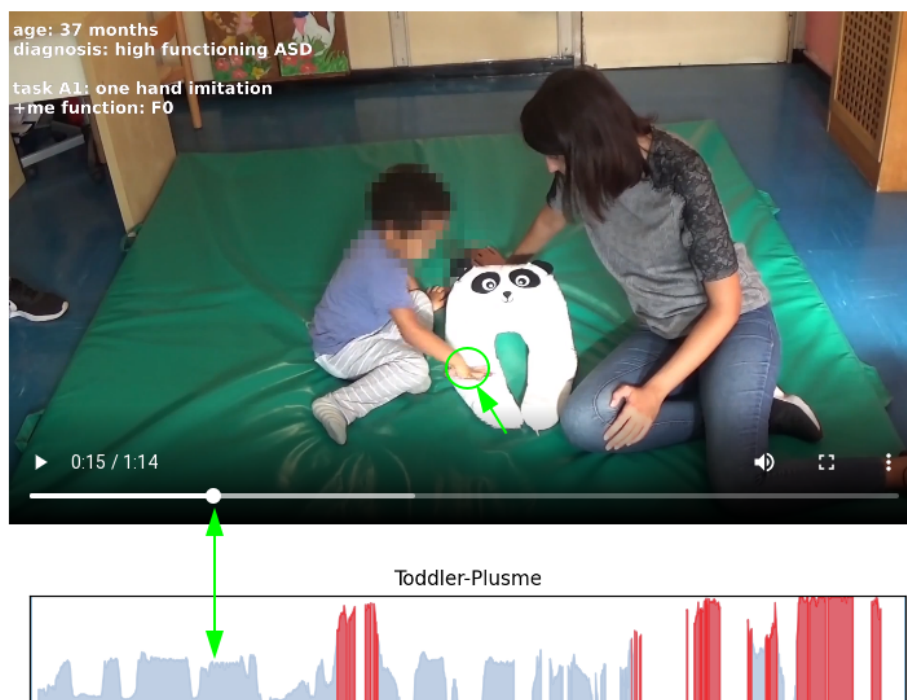 age: 37 months
diagnosis: high functioning ASD
task A1: one hand imitation
+me function: F0
0:15 / 1:14
Toddler-Plusme